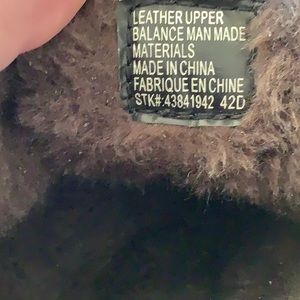 LEATHER UPPER
BALANCE MAN MADE
MATERIALS
MADE IN CHINA
FABRIQUE EN CHINE
STK#:43841942 42D